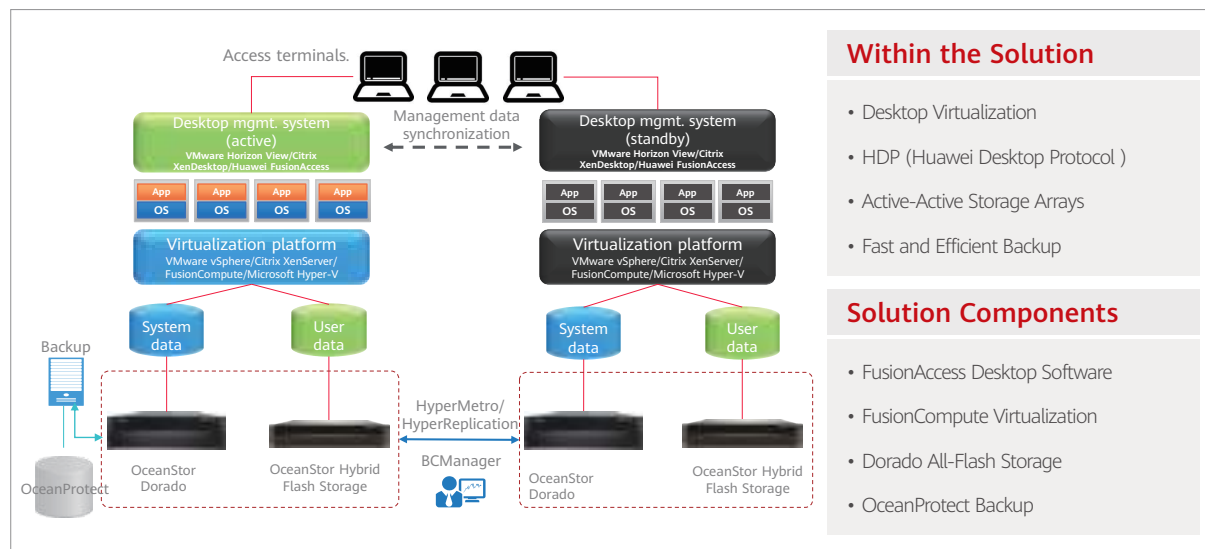 Access terminals.
Desktop mgmt. system
(active)
VMware Horizon View/Citrix
XenDesktop/Huawei FusionAccess
Management data
synchronization
Desktop mgmt. system
(standby)
VMware Horizon View/Citrix
XenDesktop/Huawei FusionAccess
App App App App
OS OS OS OS
App App App App
OS OS OS OS
Virtualization platform
VMware vSphere/Citrix XenServer/
FusionCompute/Microsoft Hyper-V
Virtualization platform
VMware vSphere/Citrix XenServer/
FusionCompute/Microsoft Hyper-V
System
data
User
data
System
data
User
data
Backup
OceanProtect
OceanStor
Dorado
OceanStor Hybrid
Flash Storage
HyperMetro/
HyperReplication
BCManager
OceanStor
Dorado
OceanStor Hybrid
Flash Storage
Within the Solution
• Desktop Virtualization
• HDP (Huawei Desktop Protocol )
• Active-Active Storage Arrays
• Fast and Efficient Backup
Solution Components
• FusionAccess Desktop Software
• FusionCompute Virtualization
• Dorado All-Flash Storage
• OceanProtect Backup